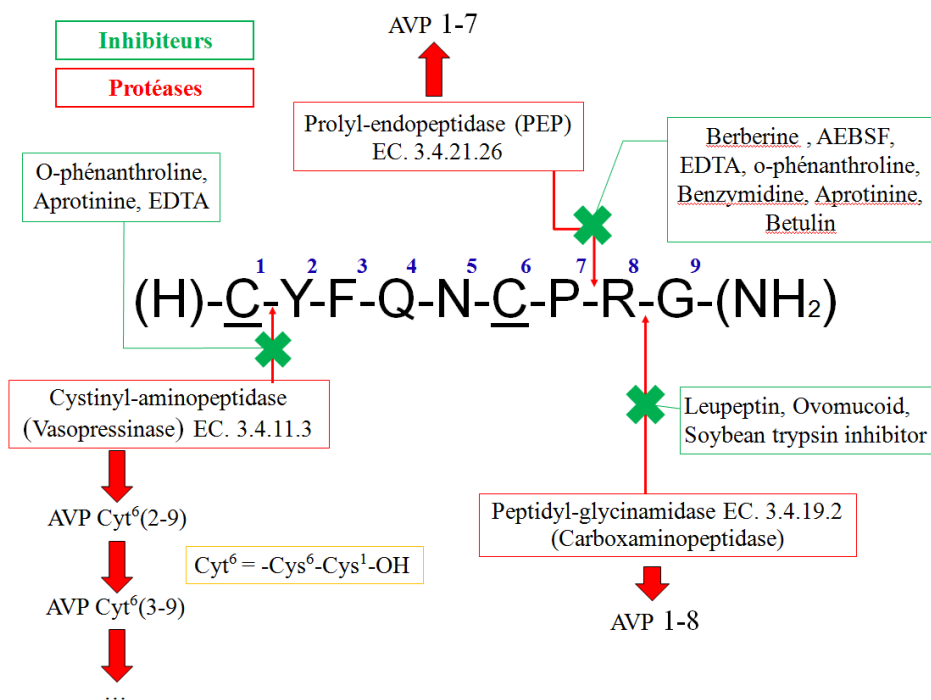 AVP 1-7
Inhibiteurs
Protéases
Prolyl-endopeptidase (PEP)
EC. 3.4.21.26
Berberine , AEBSF,
EDTA, o-phénanthroline,
Benzymidine, Aprotinine,
Betulin
O-phénanthroline,
Aprotinine, EDTA
1 2 3 4 5 6 7 8 9
(H)-C-Y-F-Q-N-C-P-R-G-(NH₂)
Cystinyl-aminopeptidase
(Vasopressinase) EC. 3.4.11.3
Leupeptin, Ovomucoid,
Soybean trypsin inhibitor
Peptidyl-glycinamidase EC. 3.4.19.2
(Carboxaminopeptidase)
AVP Cyt⁶(2-9)
Cyt⁶ = -Cys⁶-Cys¹-OH
AVP Cyt⁶(3-9)
AVP 1-8
...